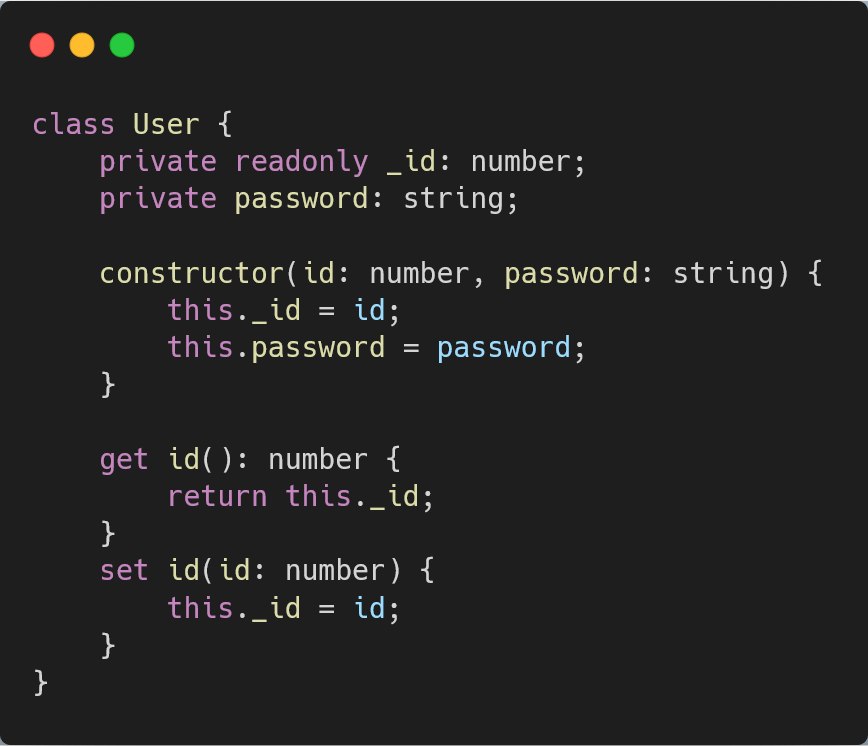 class User {
    private readonly _id: number;
    private password: string;

    constructor(id: number, password: string) {
        this._id = id;
        this.password = password;
    }

    get id(): number {
        return this._id;
    }
    set id(id: number) {
        this._id = id;
    }
}